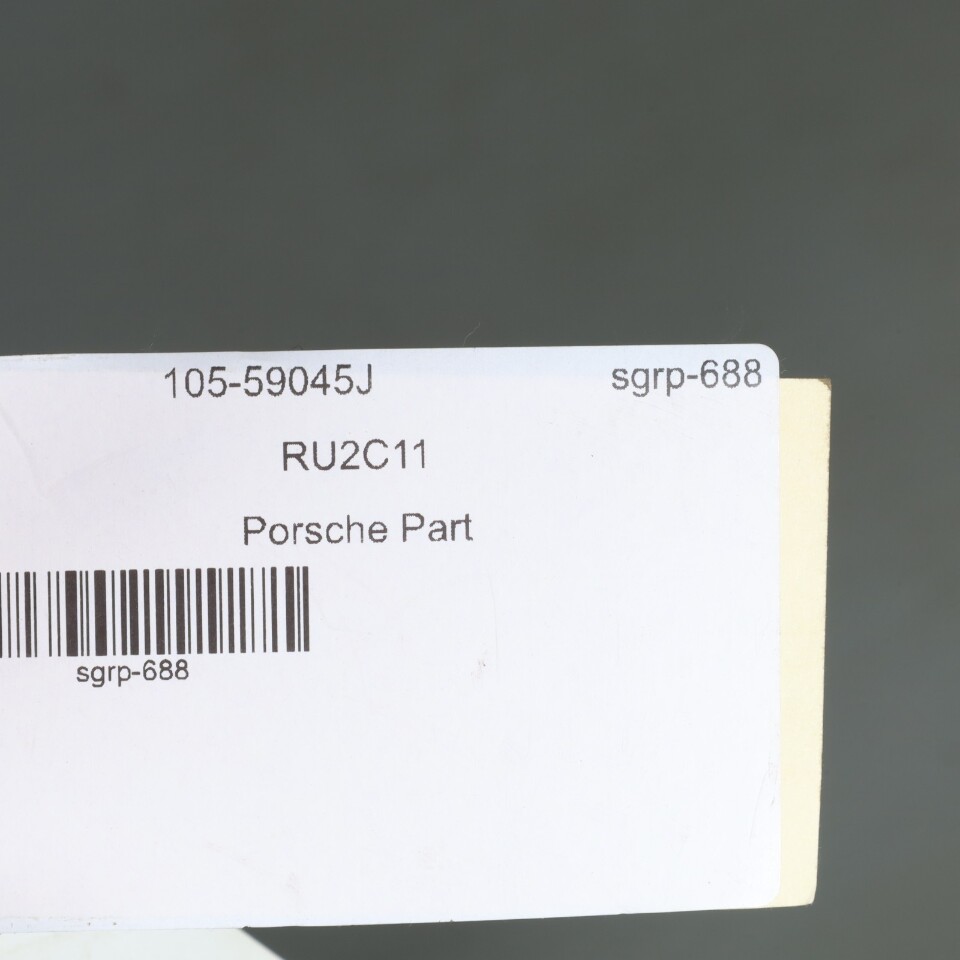 105-59045J sgrp-688
RU2C11
Porsche Part
sgrp-688